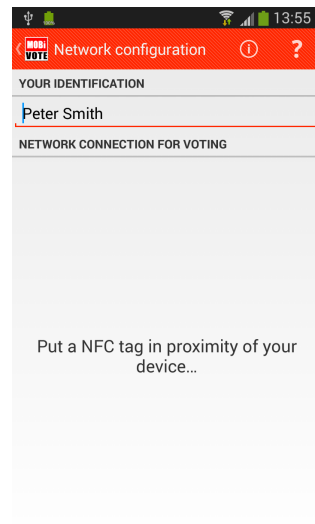 13:55
MOBi
VOTE
Network configuration
?
YOUR IDENTIFICATION
Peter Smith
NETWORK CONNECTION FOR VOTING
Put a NFC tag in proximity of your
device...